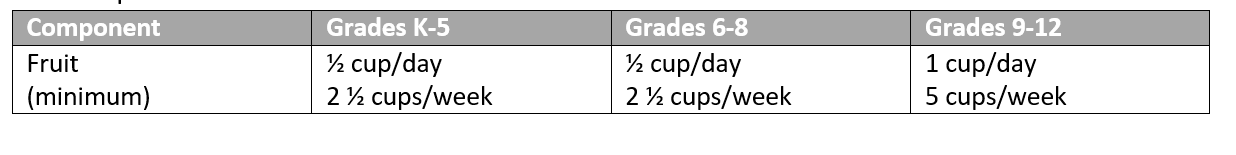 Component Grades K-5 Grades 6-8 Grades 9-12
Fruit ½ cup/day ½ cup/day 1 cup/day
(minimum) 2 ½ cups/week 2 ½ cups/week 5 cups/week